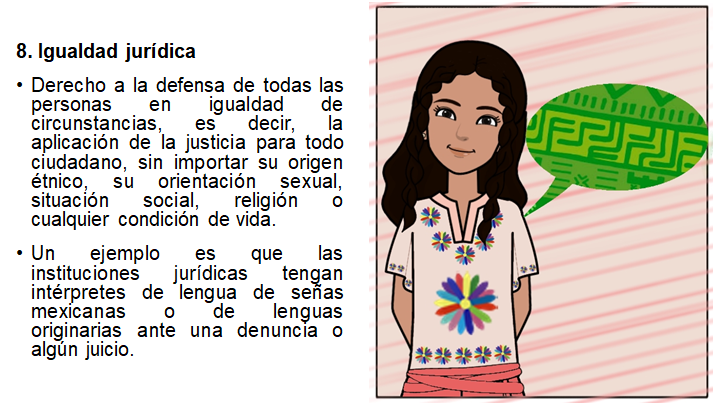 8. Igualdad jurídica
• Derecho a la defensa de todas las
personas en igualdad de
circunstancias, es decir, la
aplicación de la justicia para todo
ciudadano, sin importar su origen
étnico, su orientación sexual,
situación social, religión o
cualquier condición de vida.
• Un ejemplo es que las
instituciones jurídicas tengan
intérpretes de lengua de señas
mexicanas o de lenguas
originarias ante una denuncia o
algún juicio.